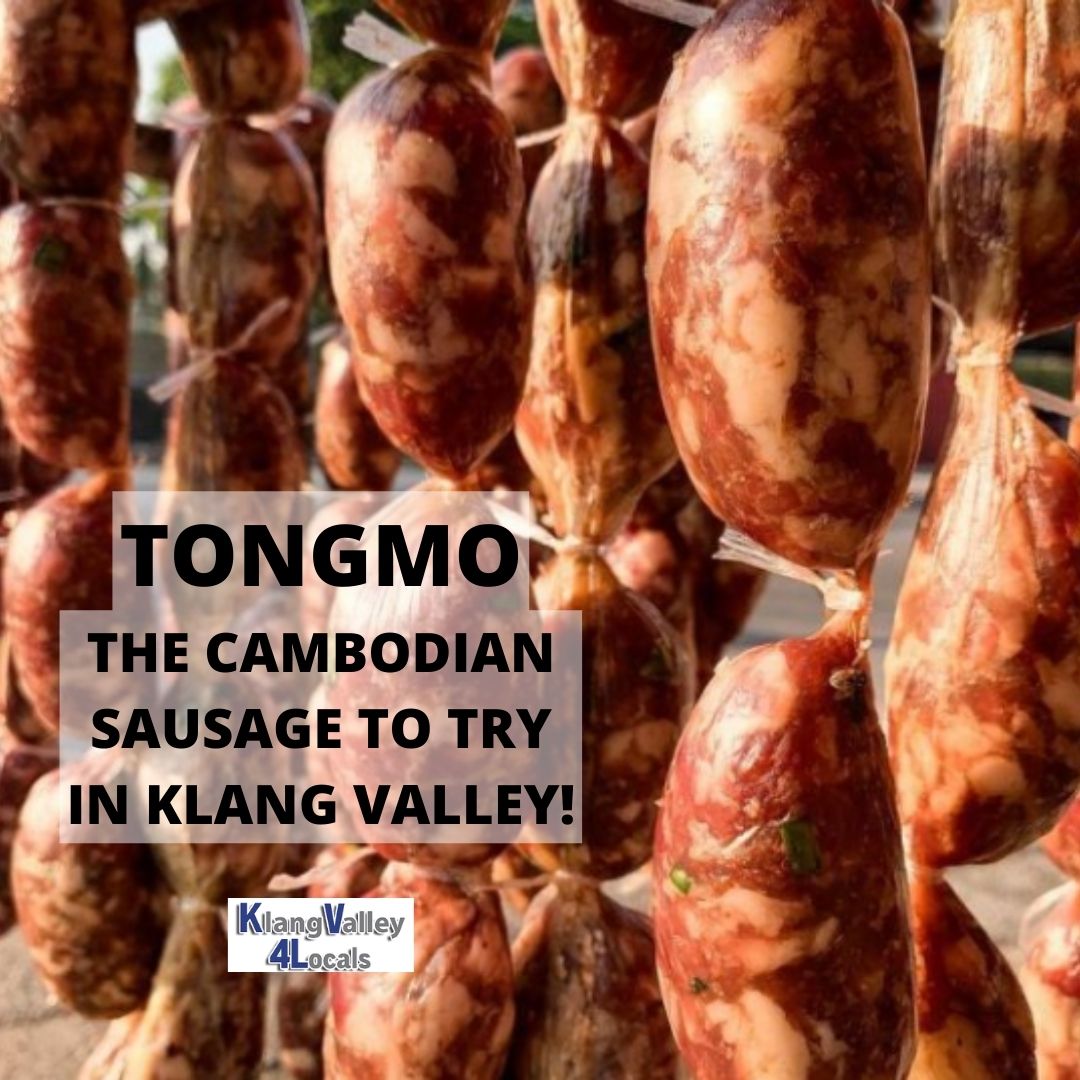 TONGMO
THE CAMBODIAN
SAUSAGE TO TRY
IN KLANG VALLEY!
KlangValley
4Locals